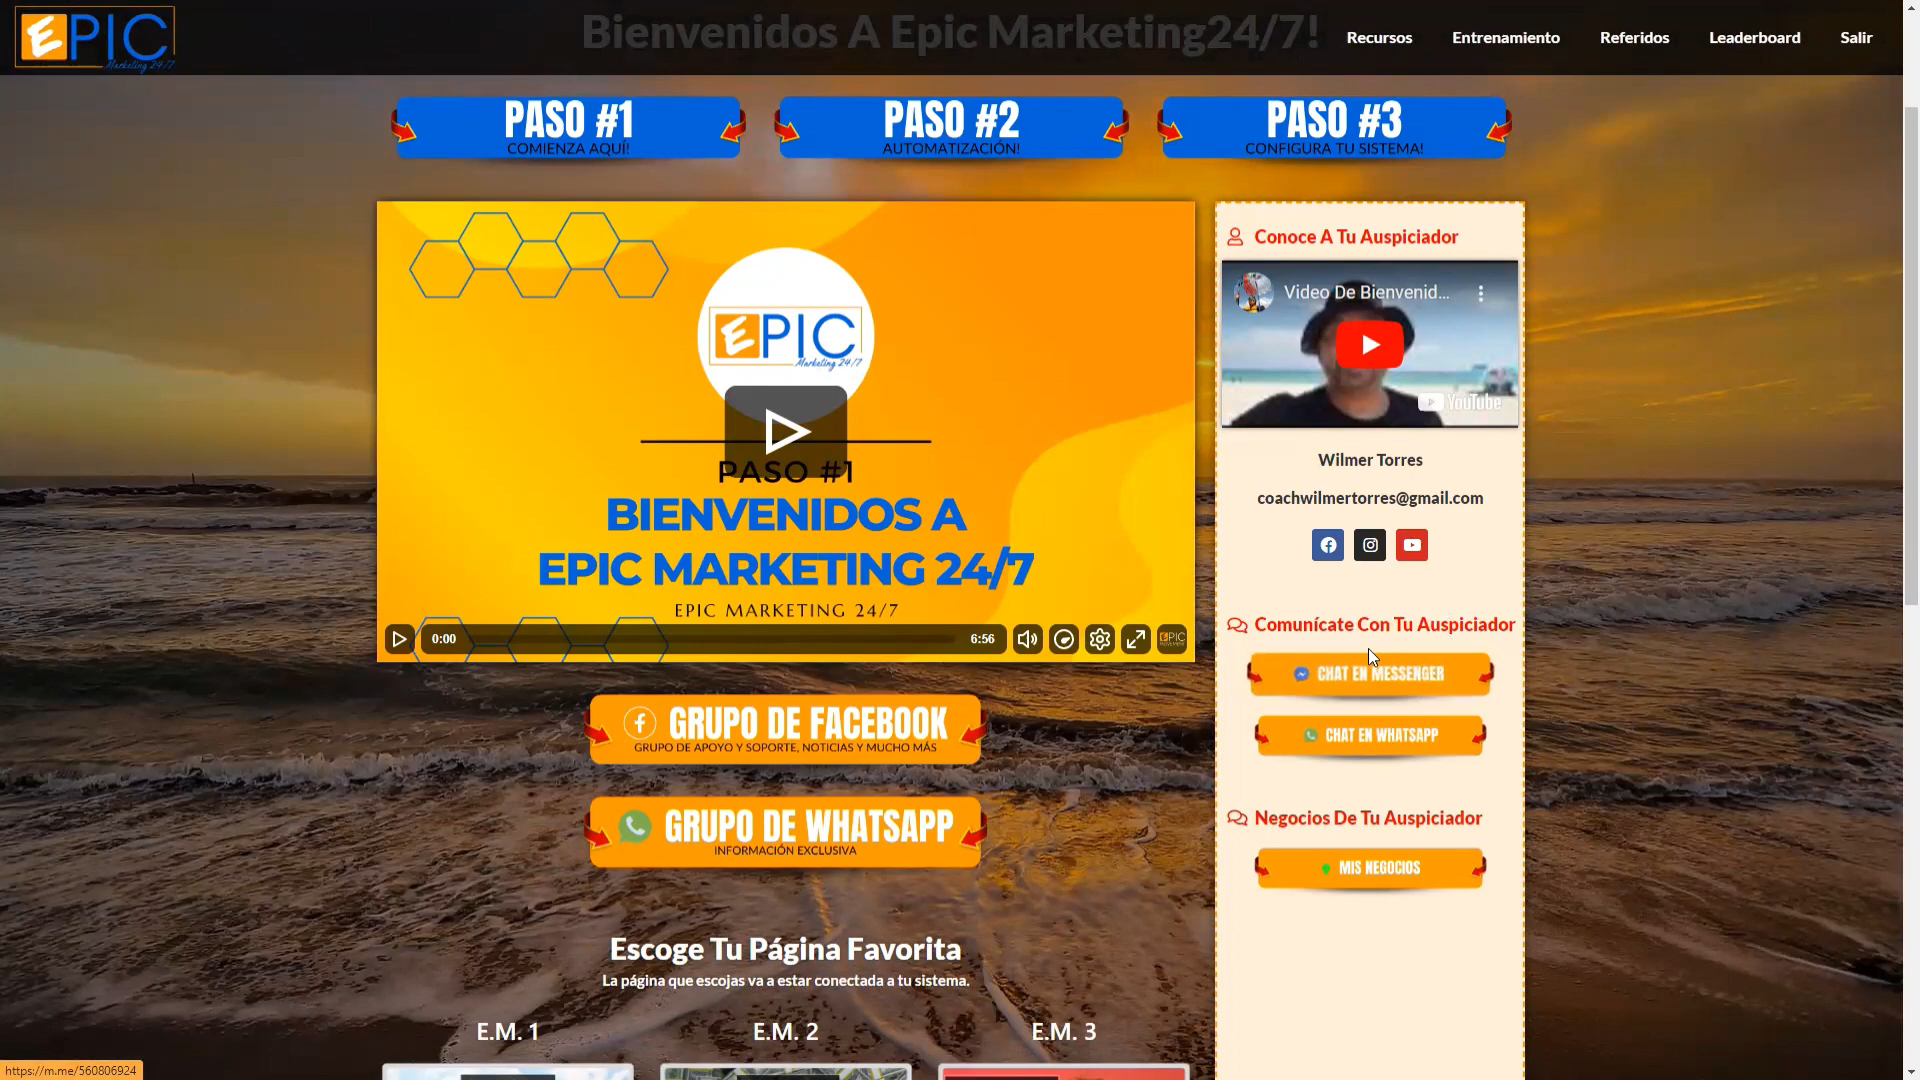 EPIC
Marketing 24/7
Bienvenidos A Epic Marketing24/7!
Recursos
Entrenamiento
Referidos
Leaderboard
Salir
PASO #1
COMIENZA AQUÍ!
PASO #2
AUTOMATIZACIÓN!
PASO #3
CONFIGURA TU SISTEMA!
EPIC
Marketing 24/7
PASO #1
BIENVENIDOS A
EPIC MARKETING 24/7
EPIC MARKETING 24/7
0:00
6:56
EPIC
Conoce A Tu Auspiciador
Video De Bienvenid...
YouTube
Wilmer Torres
coachwilmertorres@gmail.com
Comunícate Con Tu Auspiciador
CHAT EN MESSENGER
CHAT EN WHATSAPP
Negocios De Tu Auspiciador
MIS NEGOCIOS
GRUPO DE FACEBOOK
GRUPO DE APOYO Y SOPORTE, NOTICIAS Y MUCHO MÁS
GRUPO DE WHATSAPP
INFORMACIÓN EXCLUSIVA
Escoge Tu Página Favorita
La página que escojas va a estar conectada a tu sistema.
E.M. 1
E.M. 2
E.M. 3
https://m.me/560806924